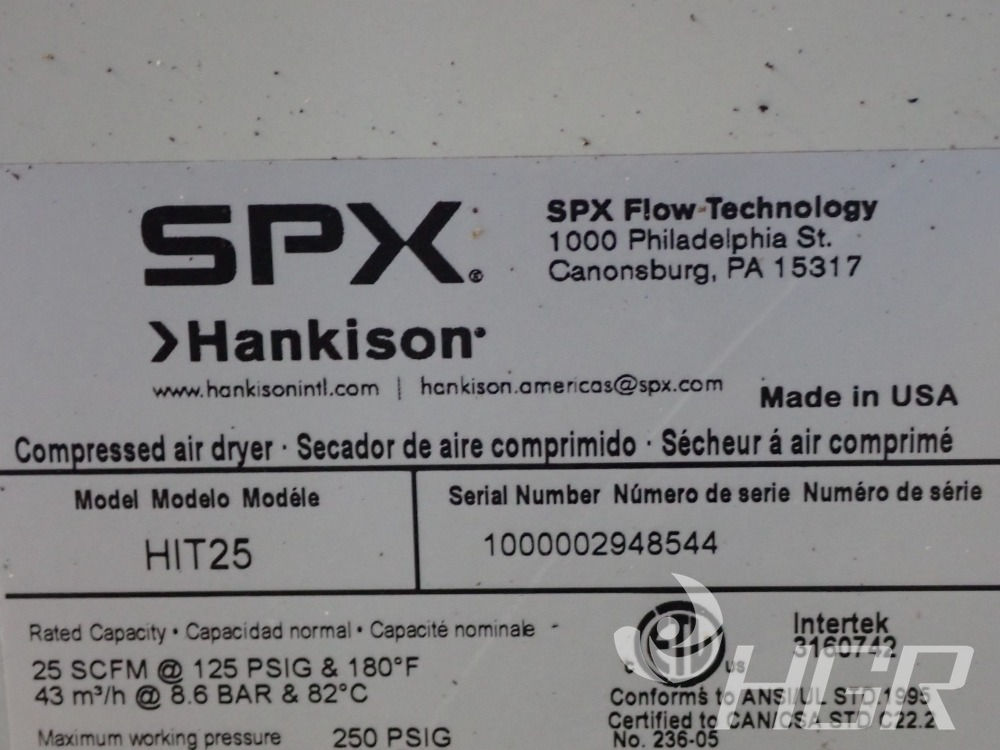 SPX®
SPX Flow Technology
1000 Philadelphia St.
Canonsburg, PA 15317
Hankison
www.hankisonintl.com | hankison.americas@spx.com
Made in USA
Compressed air dryer · Secador de aire comprimido · Sécheur á air comprimé
Model Modelo Modéle
HIT25
Serial Number Número de serie Numéro de série
1000002948544
Rated Capacity · Capacidad normal · Capacité nominale
25 SCFM @ 125 PSIG & 180°F
43 m³/h @ 8.6 BAR & 82°C
Maximum working pressure 250 PSIG
C US
Intertek
3160742
Conforms to ANSI/UL STD 1995
Certified to CAN/CSA STD C22.2
No. 236-05
HGR